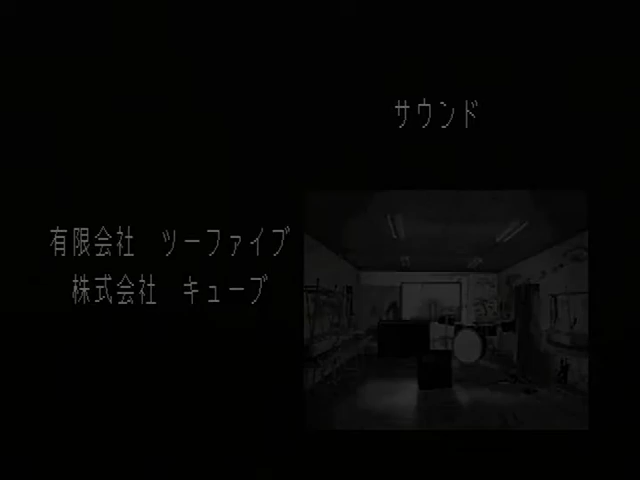 サウンド
有限会社　ツーファイブ
株式会社　キューブ